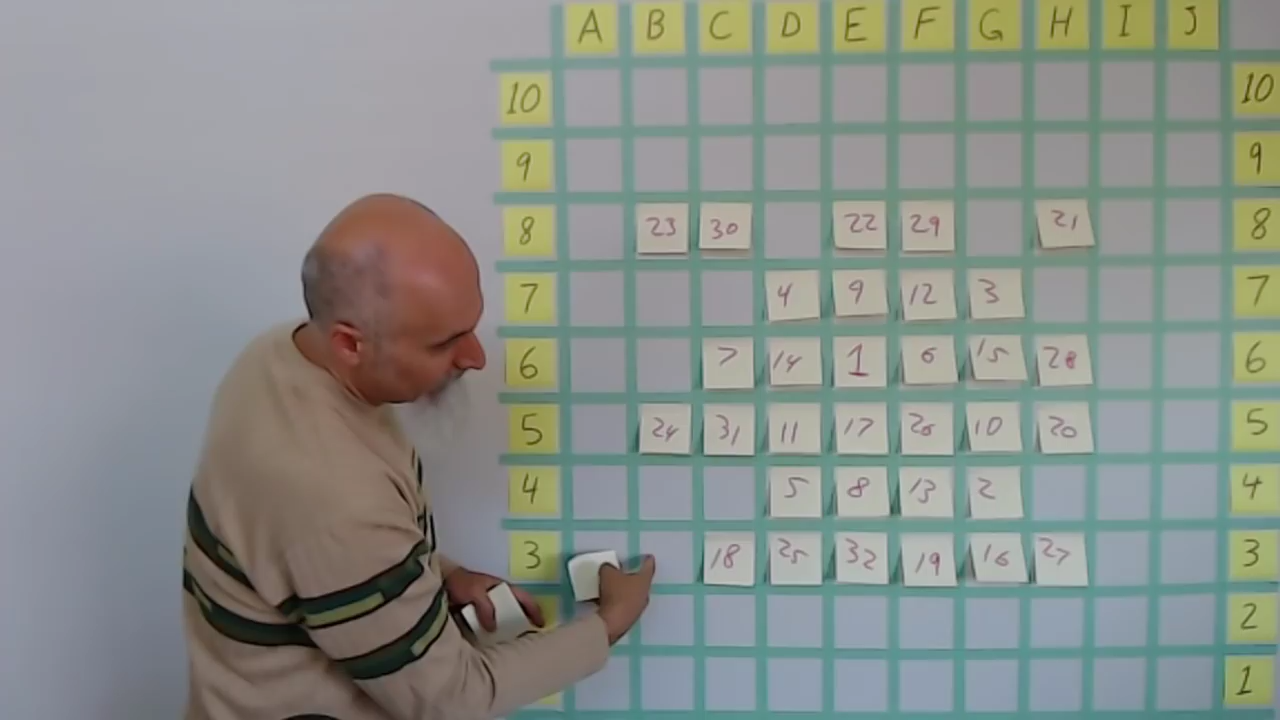 A B C D E F G H I J
10 10
9 9
8 23 30 22 29 21 8
7 4 9 12 3 7
6 7 14 1 6 15 28 6
5 24 31 11 17 26 10 20 5
4 5 8 13 2 4
3 18 25 32 19 16 27 3
2
1